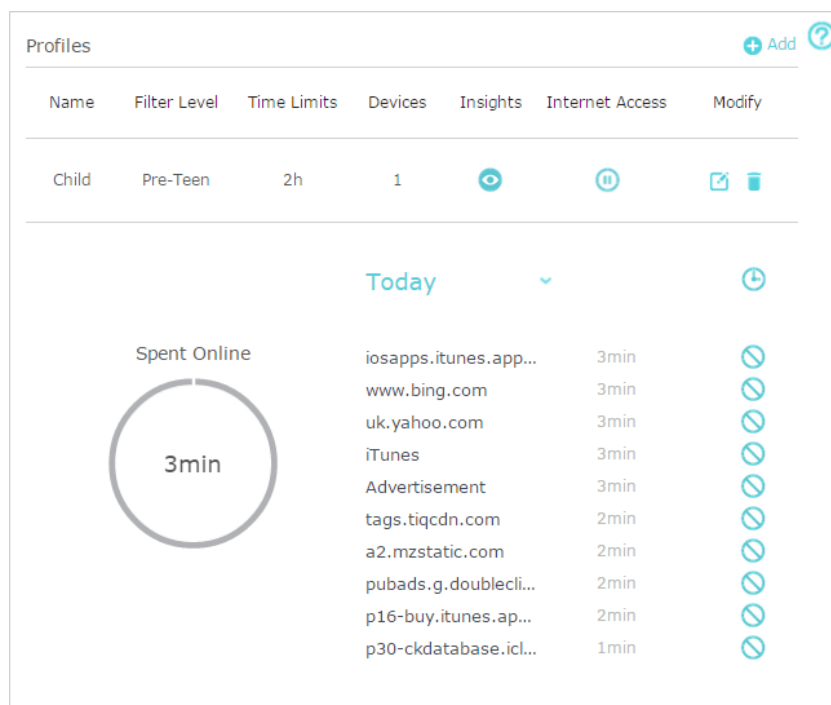 Profiles
Add
Name Filter Level Time Limits Devices Insights Internet Access Modify
Child Pre-Teen 2h 1
Today
Spent Online
3min
iosapps.itunes.app... 3min
www.bing.com 3min
uk.yahoo.com 3min
iTunes 3min
Advertisement 3min
tags.tiqcdn.com 2min
a2.mzstatic.com 2min
pubads.g.doublecli... 2min
p16-buy.itunes.ap... 2min
p30-ckdatabase.icl... 1min